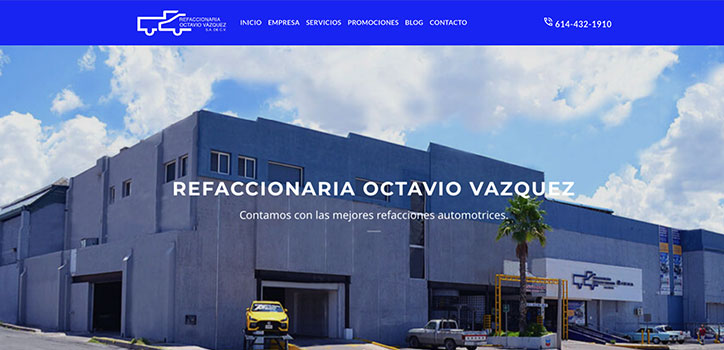 REFACCIONARIA
OCTAVIO VAZQUEZ
S.A. DE C.V.
INICIO EMPRESA SERVICIOS PROMOCIONES BLOG CONTACTO
614-432-1910
REFACCIONARIA OCTAVIO VAZQUEZ
Contamos con las mejores refacciones automotrices.